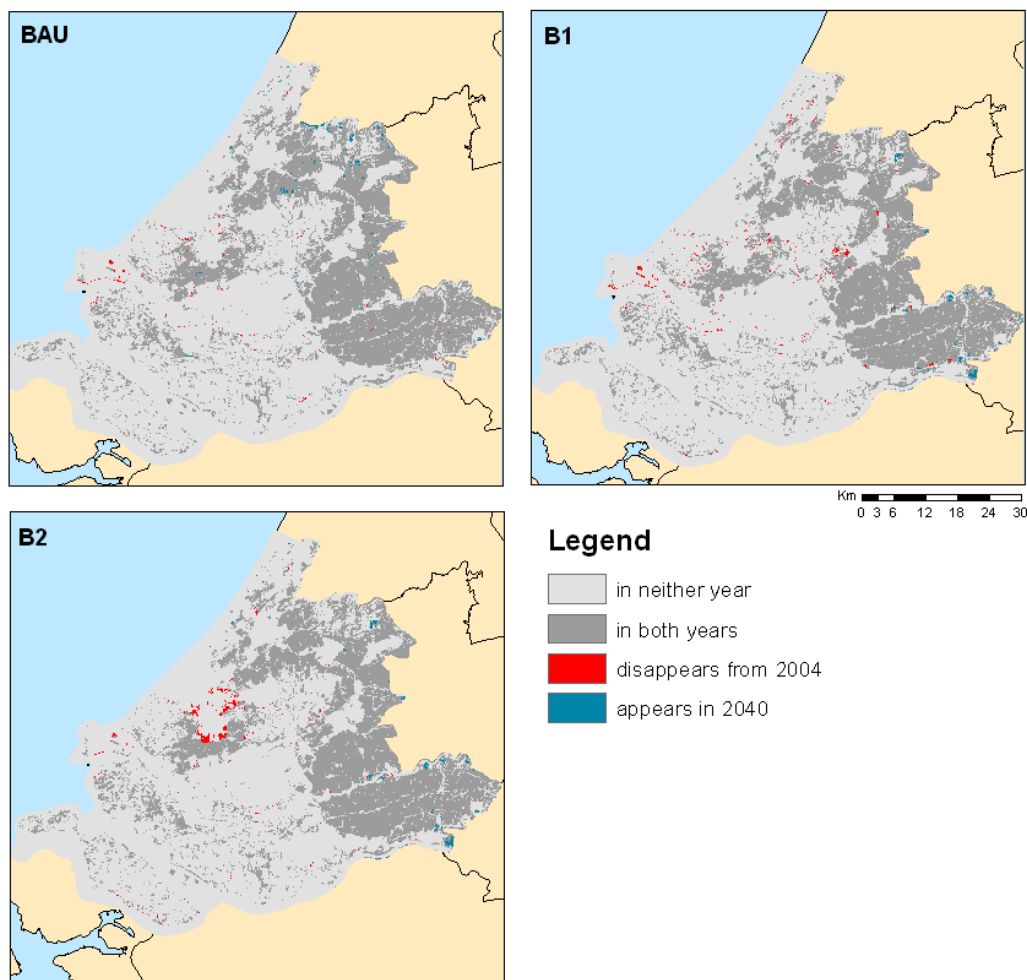 BAU
B1
Km
0 3 6 12 18 24 30
B2
Legend
in neither year
in both years
disappears from 2004
appears in 2040